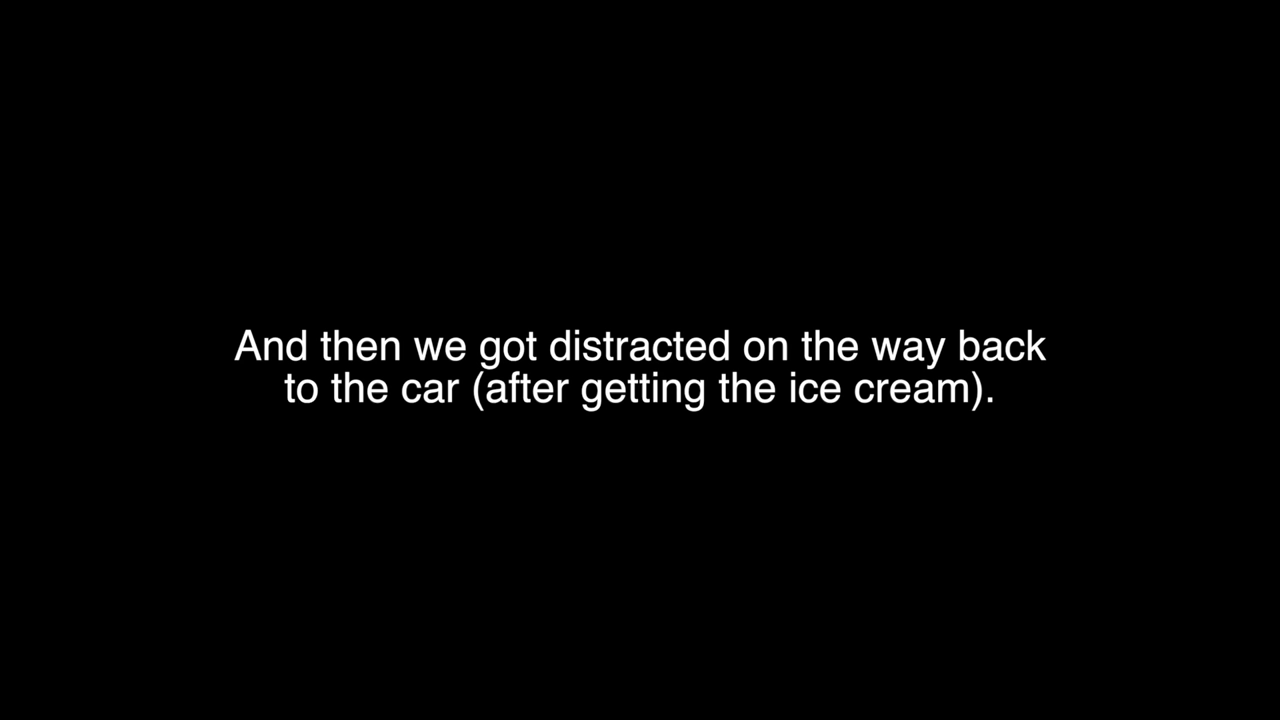 And then we got distracted on the way back
to the car (after getting the ice cream).